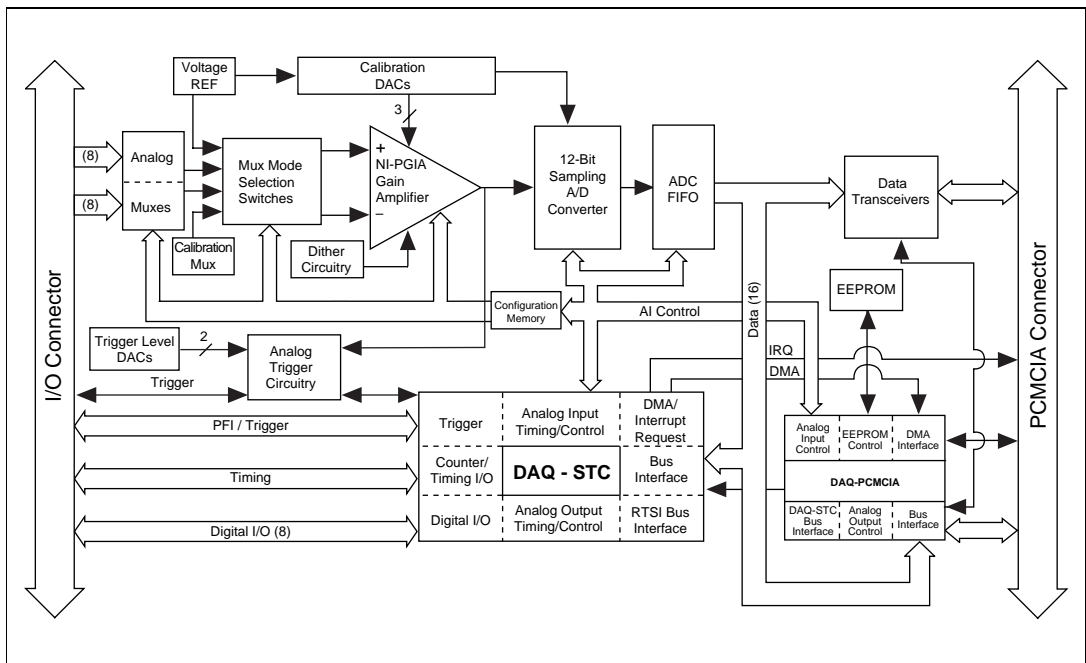 Voltage
REF
Calibration
DACs
3
(8)
(8)
Analog
Muxes
Mux Mode
Selection
Switches
+
NI-PGIA
Gain
Amplifier
–
12-Bit
Sampling
A/D
Converter
ADC
FIFO
Data
Transceivers
Calibration
Mux
Dither
Circuitry
I/O Connector
PCMCIA Connector
Configuration
Memory
AI Control
Data (16)
EEPROM
Trigger Level
DACs
2
Analog
Trigger
Circuitry
Trigger
IRQ
DMA
PFI / Trigger
Timing
Digital I/O (8)
Trigger
Analog Input
Timing/Control
DMA/
Interrupt
Request
Counter/
Timing I/O
DAQ - STC
Bus
Interface
Digital I/O
Analog Output
Timing/Control
RTSI Bus
Interface
Analog
Input
Control
EEPROM
Control
DMA
Interface
DAQ-PCMCIA
DAQ-STC
Bus
Interface
Analog
Output
Control
Bus
Interface